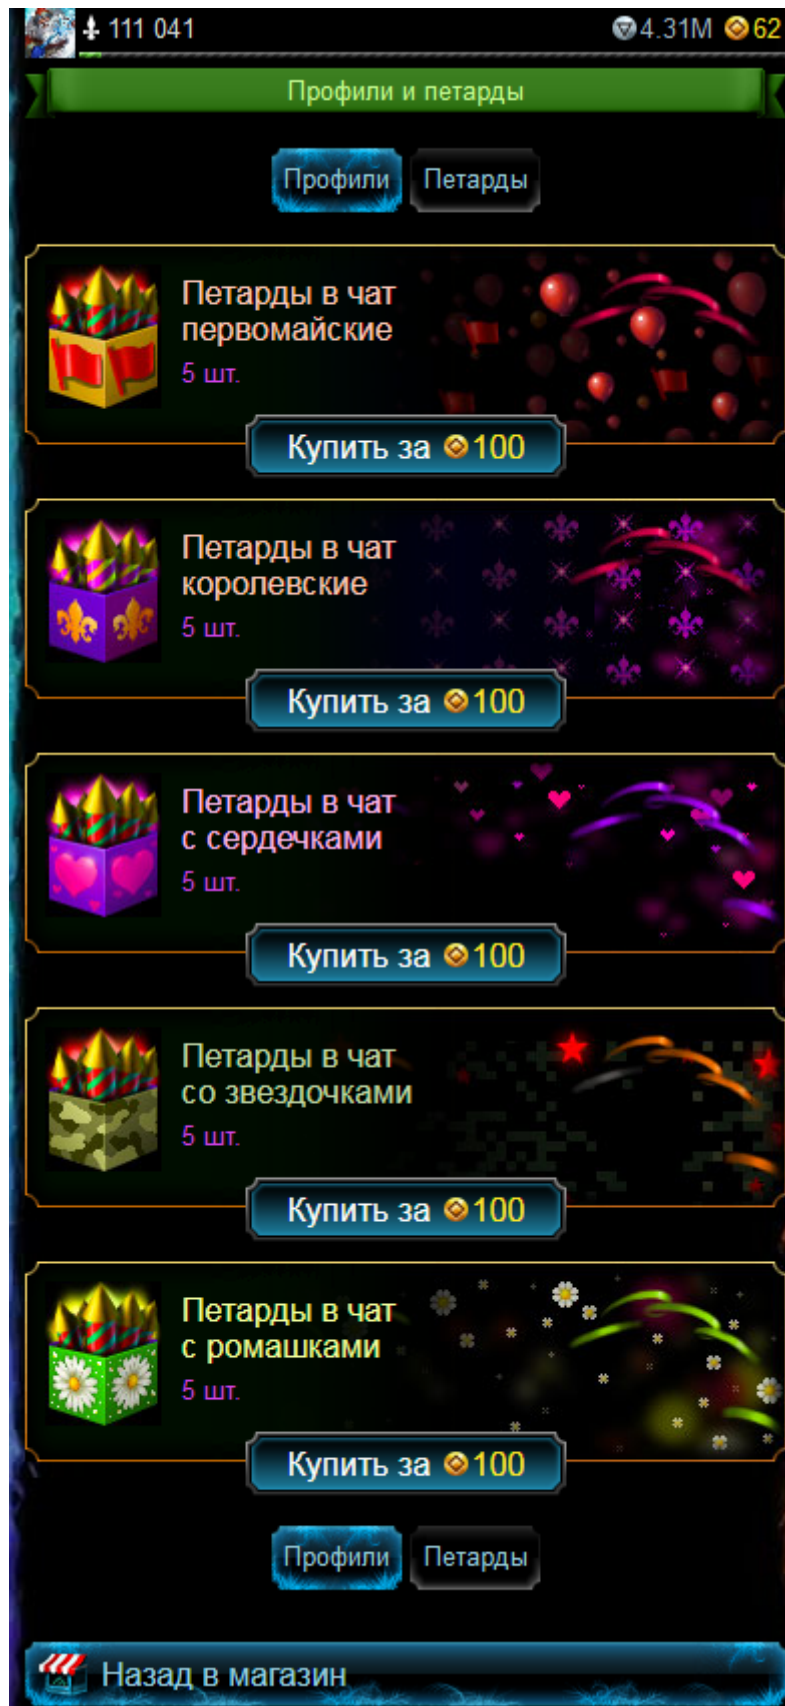 111 041 4.31M 62
Профили и петарды
Профили Петарды
Петарды в чат
первомайские
5 шт.
Купить за 100
Петарды в чат
королевские
5 шт.
Купить за 100
Петарды в чат
с сердечками
5 шт.
Купить за 100
Петарды в чат
со звездочками
5 шт.
Купить за 100
Петарды в чат
с ромашками
5 шт.
Купить за 100
Профили Петарды
Назад в магазин